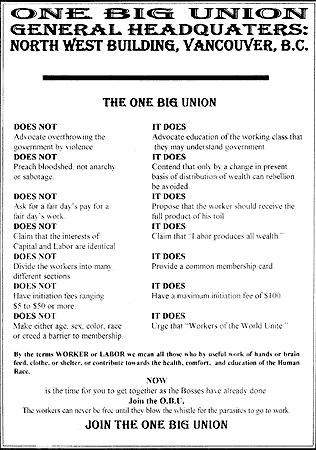 ONE BIG UNION
GENERAL HEADQUATERS:
NORTH WEST BUILDING, VANCOUVER, B.C.
THE ONE BIG UNION
DOES NOT
Advocate overthrowing the
government by violence.
DOES NOT
Preach bloodshed, not anarchy
or sabotage.
DOES NOT
Ask for a fair day's pay for a
fair day's work.
DOES NOT
Claim that the interests of
Capital and Labor are identical
DOES NOT
Divide the workers into many
different sections.
DOES NOT
Have initiation fees ranging
$5 to $50 or more.
DOES NOT
Make either age, sex, color, race
or creed a barrier to membership.
IT DOES
Advocate education of the working class that
they may understand government.
IT DOES
Contend that only by a change in present
basis of distribution of wealth can rebellion
be avoided.
IT DOES
Propose that the worker should receive the
full product of his toil
IT DOES
Claim that "Labor produces all wealth."
IT DOES
Provide a common membership card.
IT DOES
Have a maximum initiation fee of $100.
IT DOES
Urge that "Workers of the World Unite."
By the terms WORKER or LABOR we mean all those who by useful work of hands or brain
feed, clothe, or shelter, or contribute towards the health, comfort, and education of the Human
Race.
NOW
is the time for you to get together as the Bosses have already done
Join the O.B.U.
The workers can never be free until they blow the whistle for the parasites to go to work.
JOIN THE ONE BIG UNION